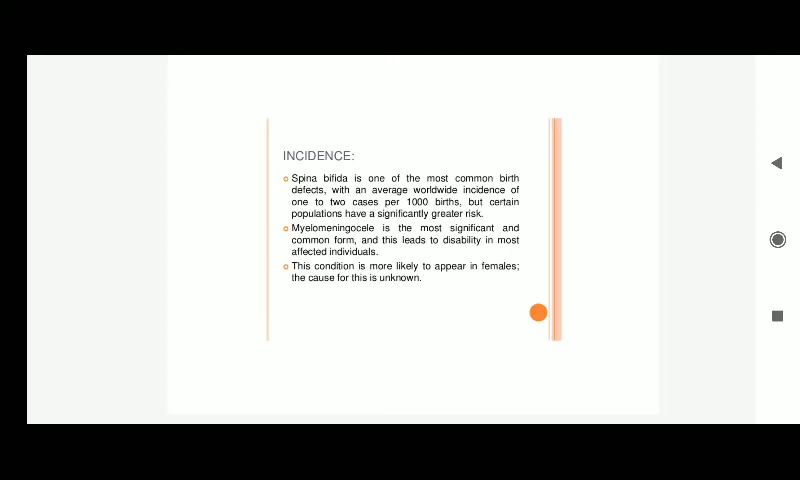 INCIDENCE:
Spina bifida is one of the most common birth
defects, with an average worldwide incidence of
one to two cases per 1000 births, but certain
populations have a significantly greater risk.
Myelomeningocele is the most significant and
common form, and this leads to disability in most
affected individuals.
This condition is more likely to appear in females;
the cause for this is unknown.